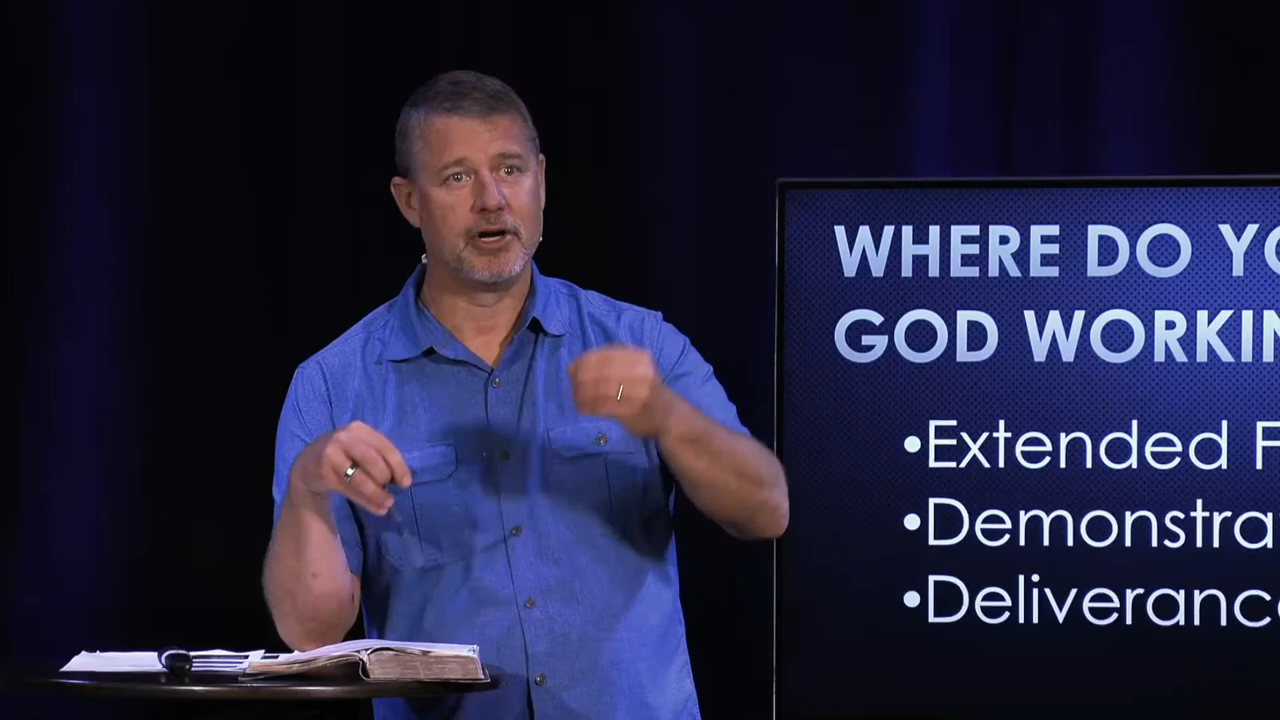 WHERE DO YO
GOD WORKIN
•Extended F
•Demonstra
•Deliveranc